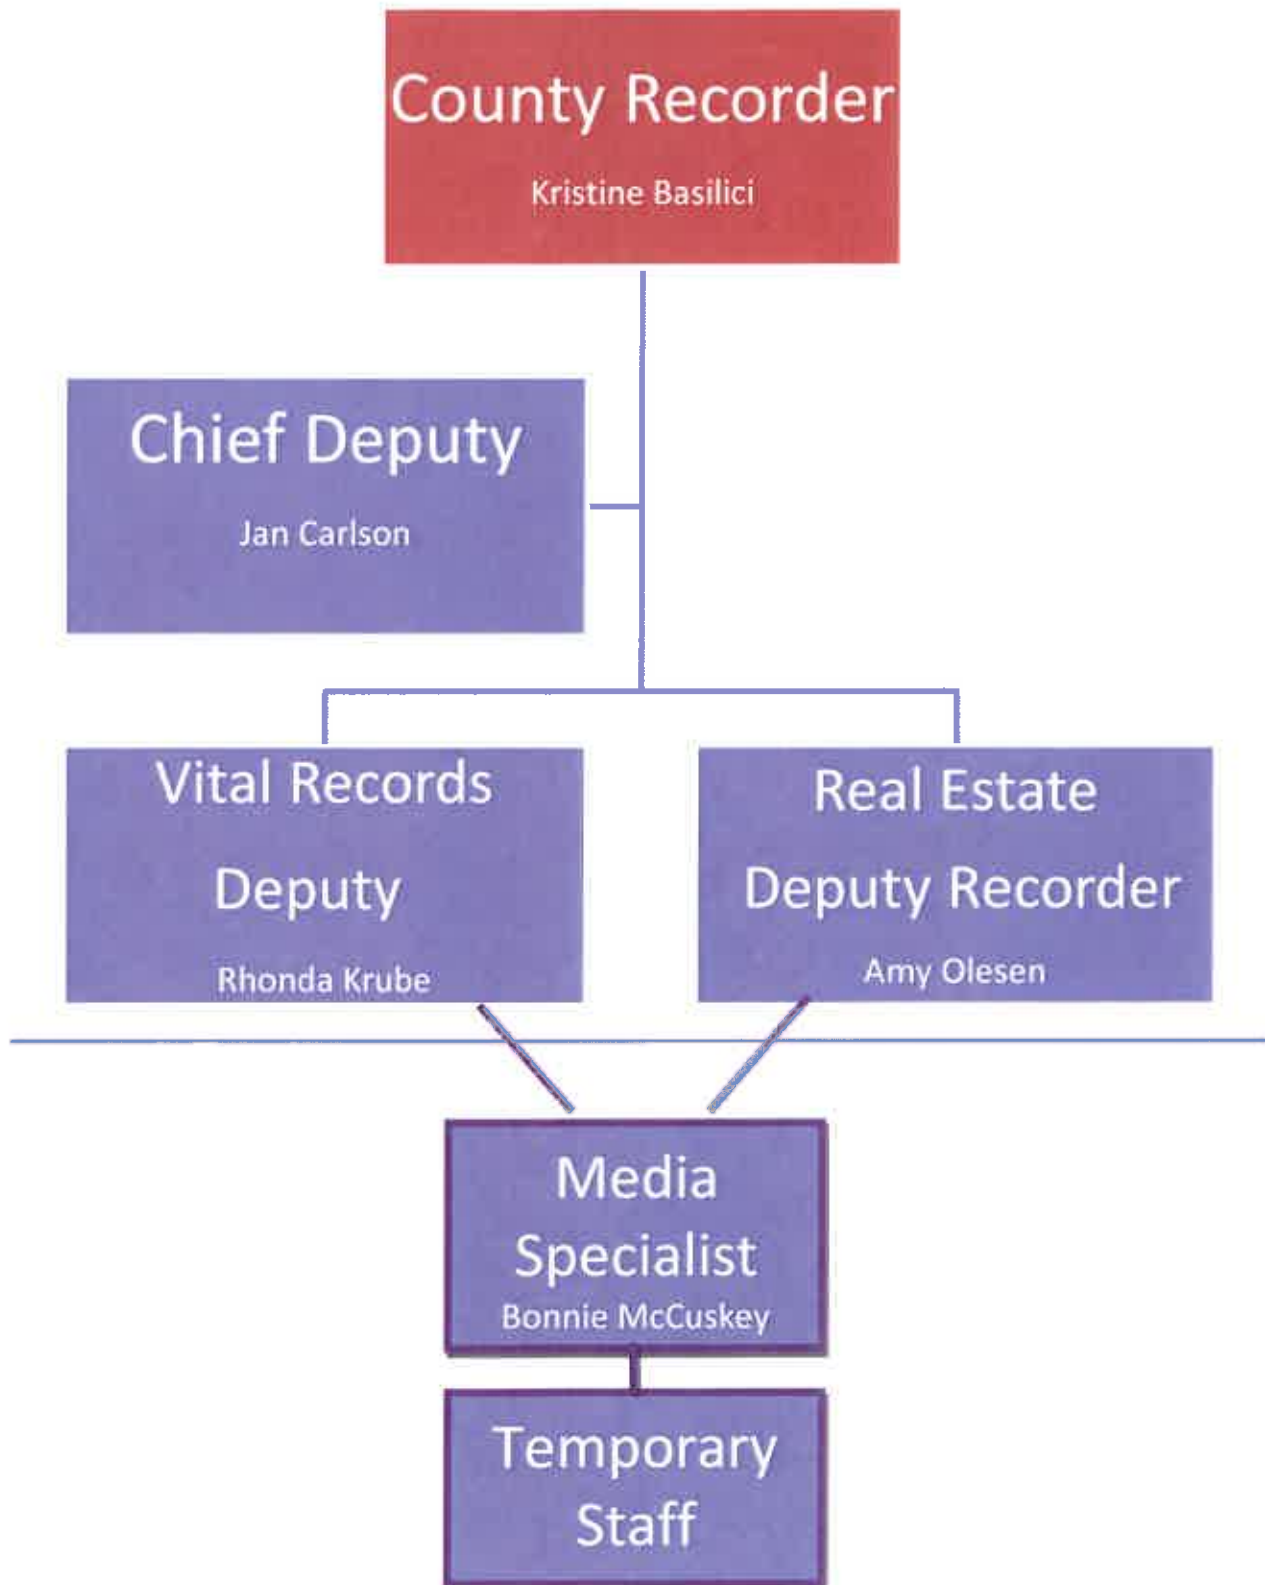 County Recorder
Kristine Basilici
Chief Deputy
Jan Carlson
Vital Records
Deputy
Rhonda Krube
Real Estate
Deputy Recorder
Amy Olesen
Media
Specialist
Bonnie McCuskey
Temporary
Staff